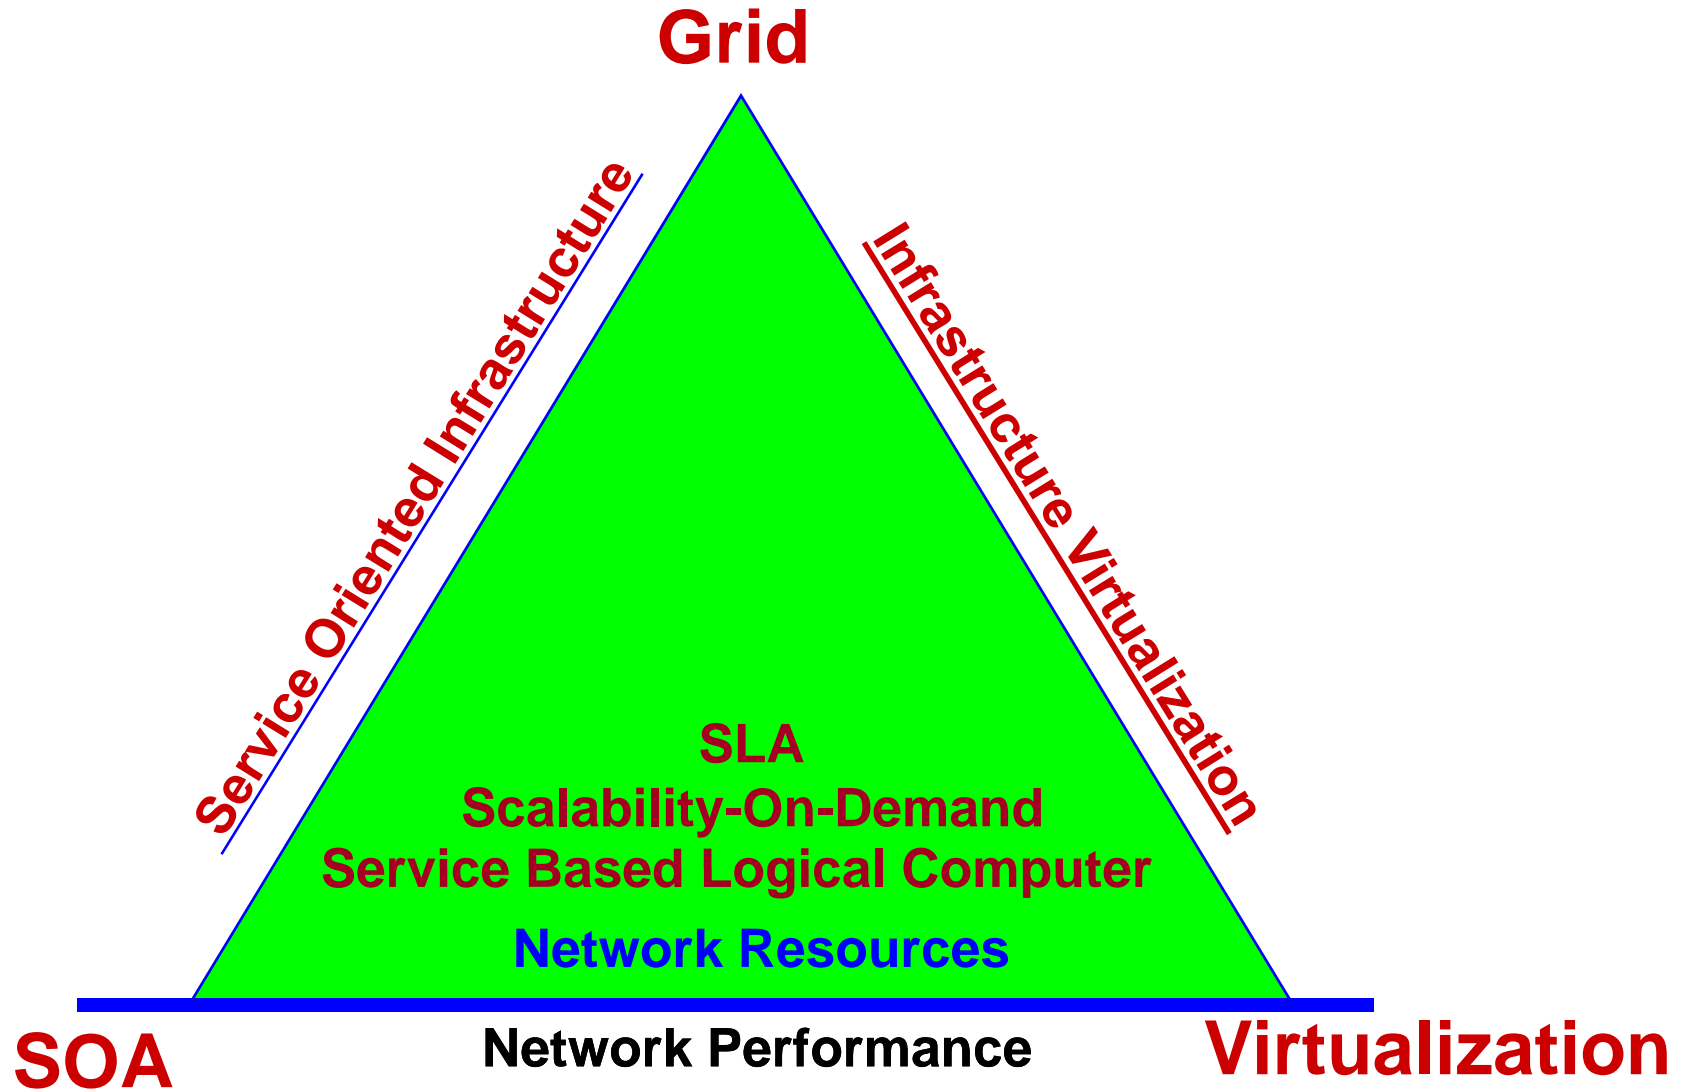 Grid
Service Oriented Infrastructure
Infrastructure Virtualization
SLA
Scalability-On-Demand
Service Based Logical Computer
Network Resources
SOA
Network Performance
Virtualization